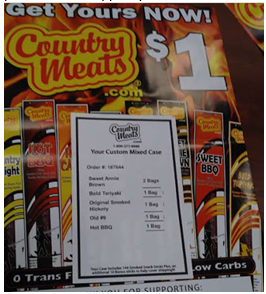 Get Yours NOW!
Country
Meats
.com
$1
Country
Meats
Your Custom Mixed Case
Sweet Annie
Brown 2 Bags
Bold Teriyaki 1 Bag
Original Smoked
Hickory 1 Bag
Old #9 1 Bag
Hot BBQ 1 Bag
HOT
SWEET
BBQ
0 Trans F
ow Carbs
YOU FOR SUPPORTING: